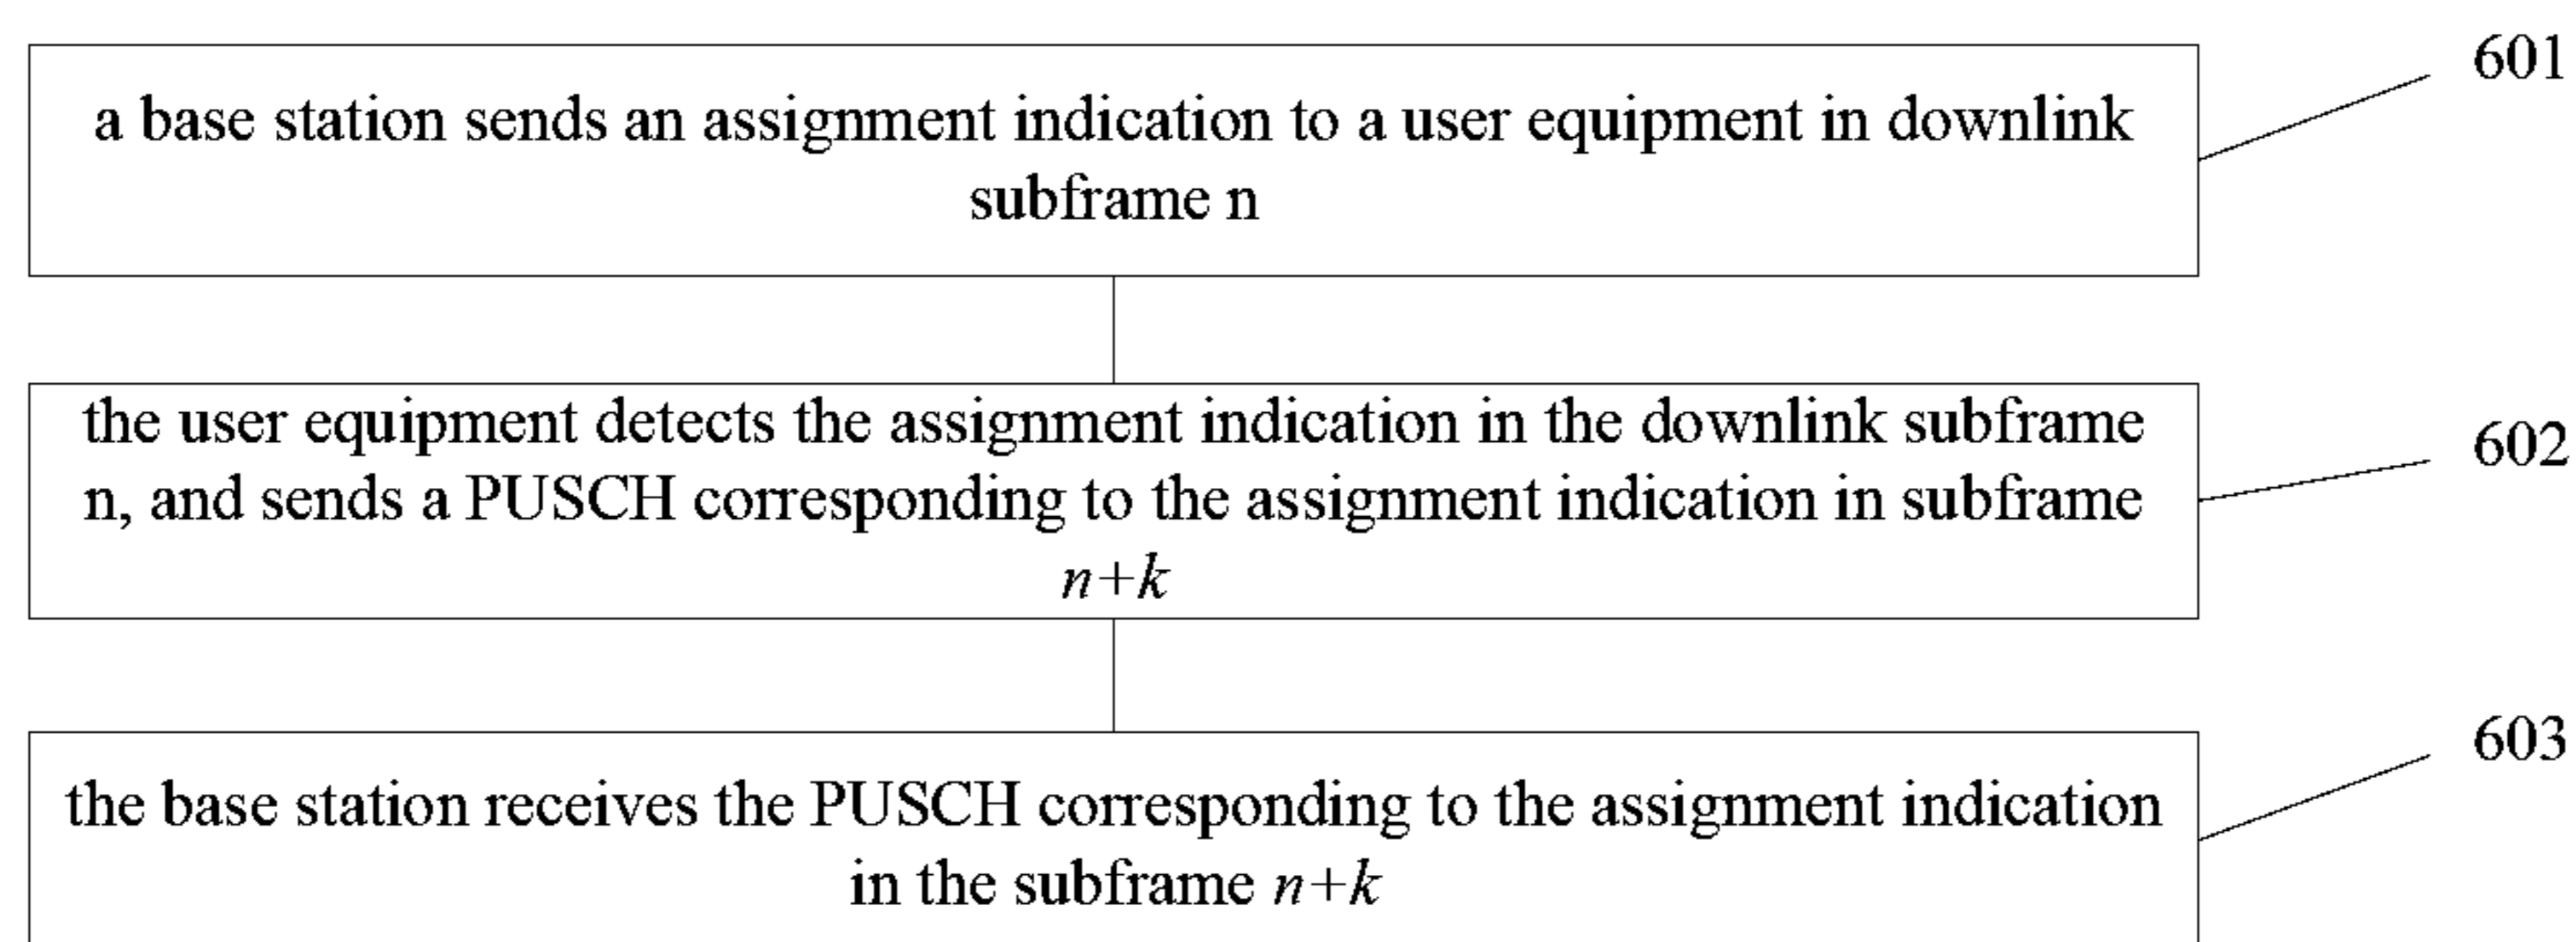 601
a base station sends an assignment indication to a user equipment in downlink
subframe n
602
the user equipment detects the assignment indication in the downlink subframe
n, and sends a PUSCH corresponding to the assignment indication in subframe
n+k
603
the base station receives the PUSCH corresponding to the assignment indication
in the subframe n+k